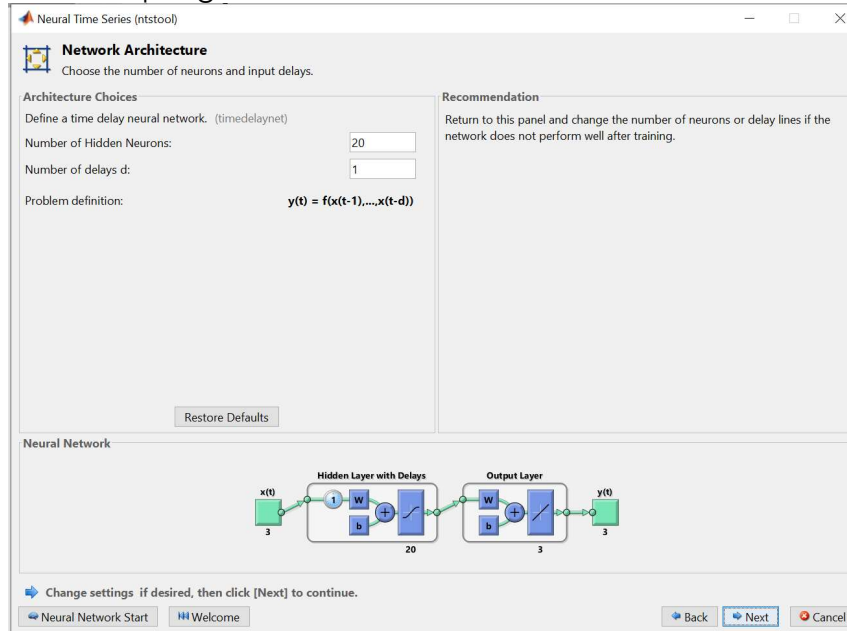 Neural Time Series (ntstool)
Network Architecture
Choose the number of neurons and input delays.
Architecture Choices
Define a time delay neural network. (timedelaynet)
Number of Hidden Neurons: 20
Number of delays d: 1
Problem definition: y(t) = f(x(t-1),...,x(t-d))
Restore Defaults
Recommendation
Return to this panel and change the number of neurons or delay lines if the
network does not perform well after training.
Neural Network
Hidden Layer with Delays
Output Layer
x(t)
3
1
W
b
20
W
b
3
y(t)
3
Change settings if desired, then click [Next] to continue.
Neural Network Start Welcome Back Next Cancel